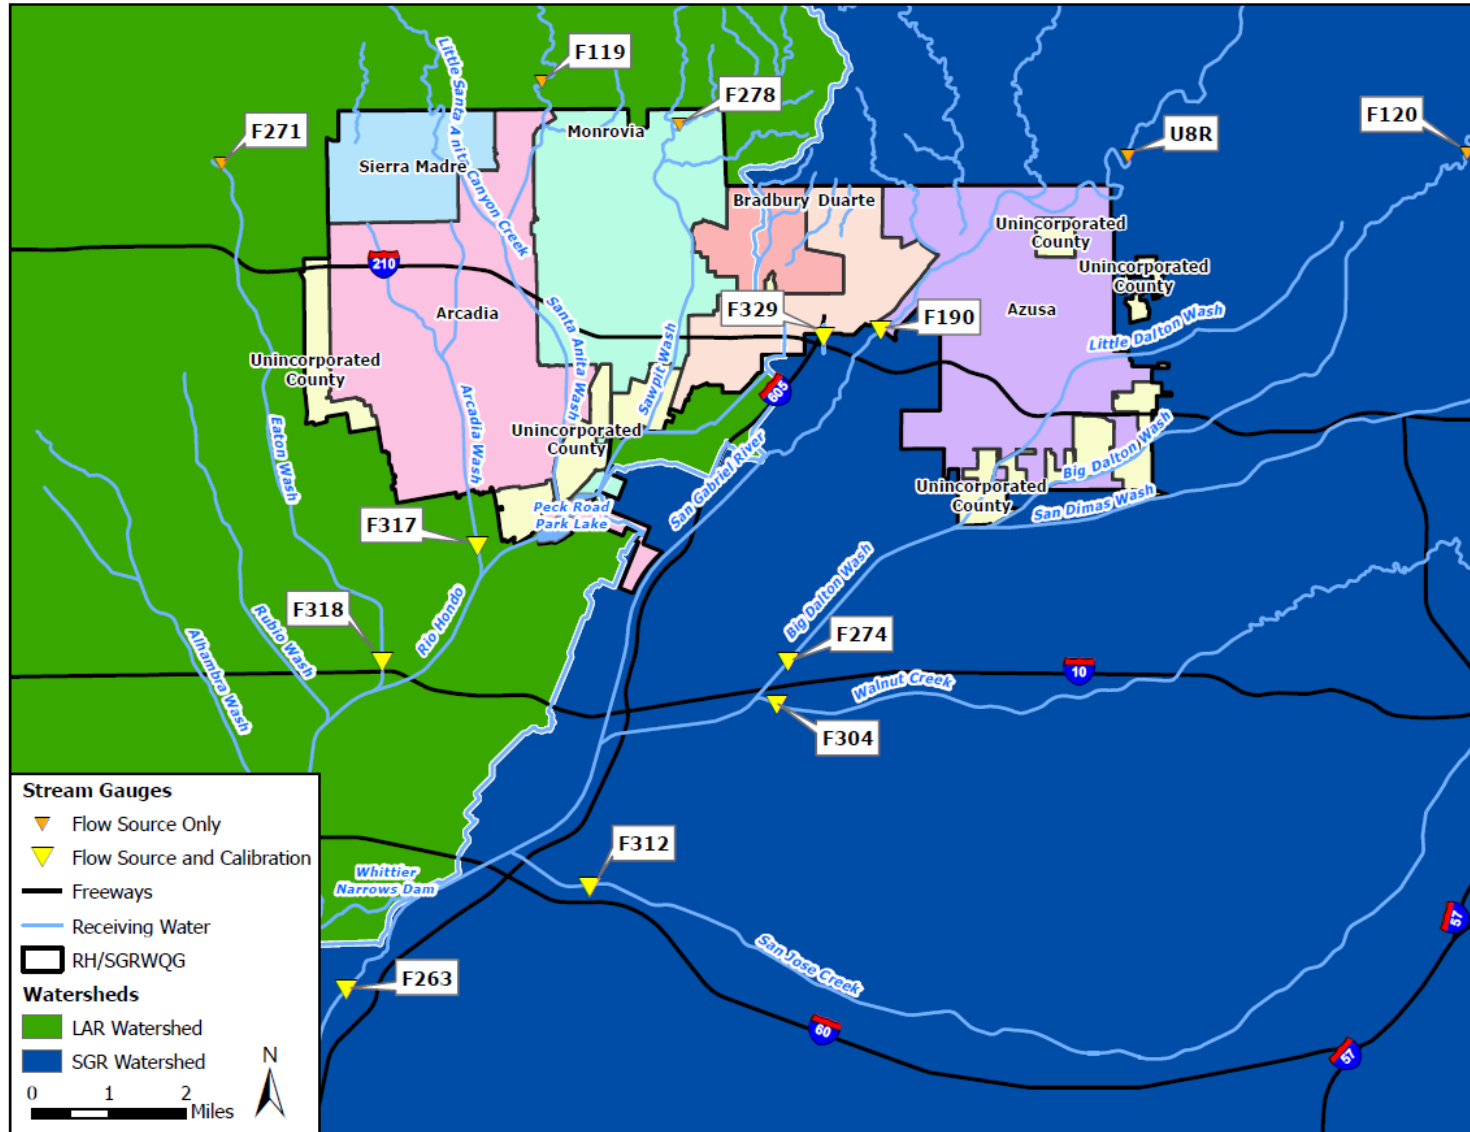 F119
F278
F271
F120
U8R
Little Santa Anita Canyon Creek
Monrovia
Sierra Madre
Bradbury
Duarte
Unincorporated
County
Unincorporated
County
210
Arcadia
F329
F190
Azusa
Little Dalton Wash
Santa Anita Wash
Sawpit Wash
Unincorporated
County
605
Eaton Wash
Arcadia Wash
Unincorporated
County
San Gabriel River
Big Dalton Wash
Unincorporated
County
San Dimas Wash
Peck Road
Park Lake
F317
F318
Rio Hondo
Rubio Wash
Alhambra Wash
Big Dalton Wash
F274
10
Walnut Creek
F304
F312
Whittier
Narrows Dam
57
San Jose Creek
F263
60
57
Stream Gauges
Flow Source Only
Flow Source and Calibration
Freeways
Receiving Water
RH/SGRWQG
Watersheds
LAR Watershed
SGR Watershed
N
0 1 2
Miles